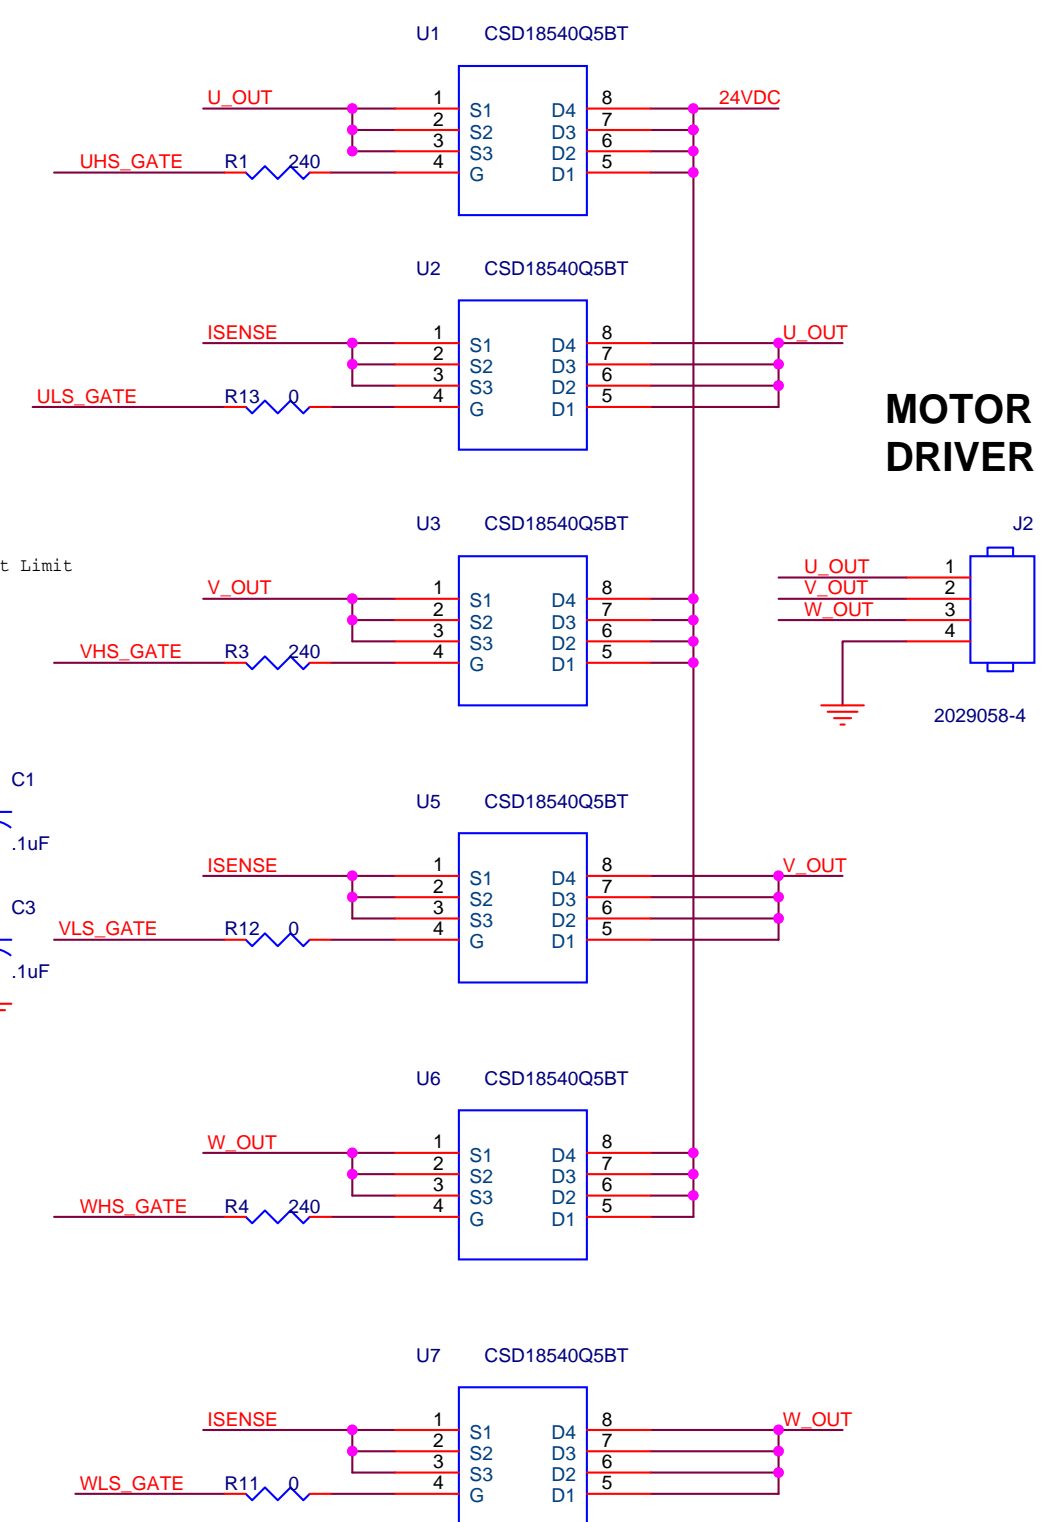 U1 CSD18540Q5BT
U_OUT 1 S1 D4 8 24VDC
2 S2 D3 7
3 S3 D2 6
UHS_GATE R1 240 4 G D1 5
U2 CSD18540Q5BT
ISENSE 1 S1 D4 8 U_OUT
2 S2 D3 7
3 S3 D2 6
ULS_GATE R13 0 4 G D1 5
MOTOR
DRIVER
U3 CSD18540Q5BT
J2
t Limit
V_OUT 1 S1 D4 8
2 S2 D3 7
3 S3 D2 6
VHS_GATE R3 240 4 G D1 5
U_OUT 1
V_OUT 2
W_OUT 3
4
2029058-4
C1
.1uF
U5 CSD18540Q5BT
ISENSE 1 S1 D4 8 V_OUT
2 S2 D3 7
3 S3 D2 6
VLS_GATE R12 0 4 G D1 5
C3
.1uF
U6 CSD18540Q5BT
W_OUT 1 S1 D4 8
2 S2 D3 7
3 S3 D2 6
WHS_GATE R4 240 4 G D1 5
U7 CSD18540Q5BT
ISENSE 1 S1 D4 8 W_OUT
2 S2 D3 7
3 S3 D2 6
WLS_GATE R11 0 4 G D1 5